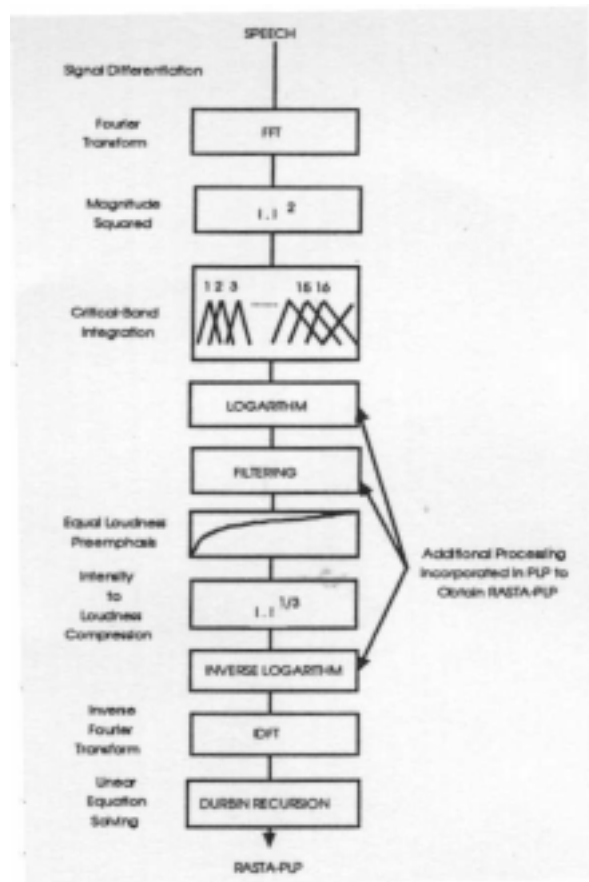 SPEECH
Signal Differentiation
Fourier
Transform
FFT
Magnitude
Squared
|.| 2
1 2 3 ---- 15 16
Critical-Band
Integration
LOGARITHM
FILTERING
Equal Loudness
Preemphasis
Additional Processing
Incorporated in PLP to
Obtain RASTA-PLP
Intensity
to
Loudness
Compression
|.| 1/3
INVERSE LOGARITHM
Inverse
Fourier
Transform
IDFT
Linear
Equation
Solving
DURBIN RECURSION
RASTA-PLP